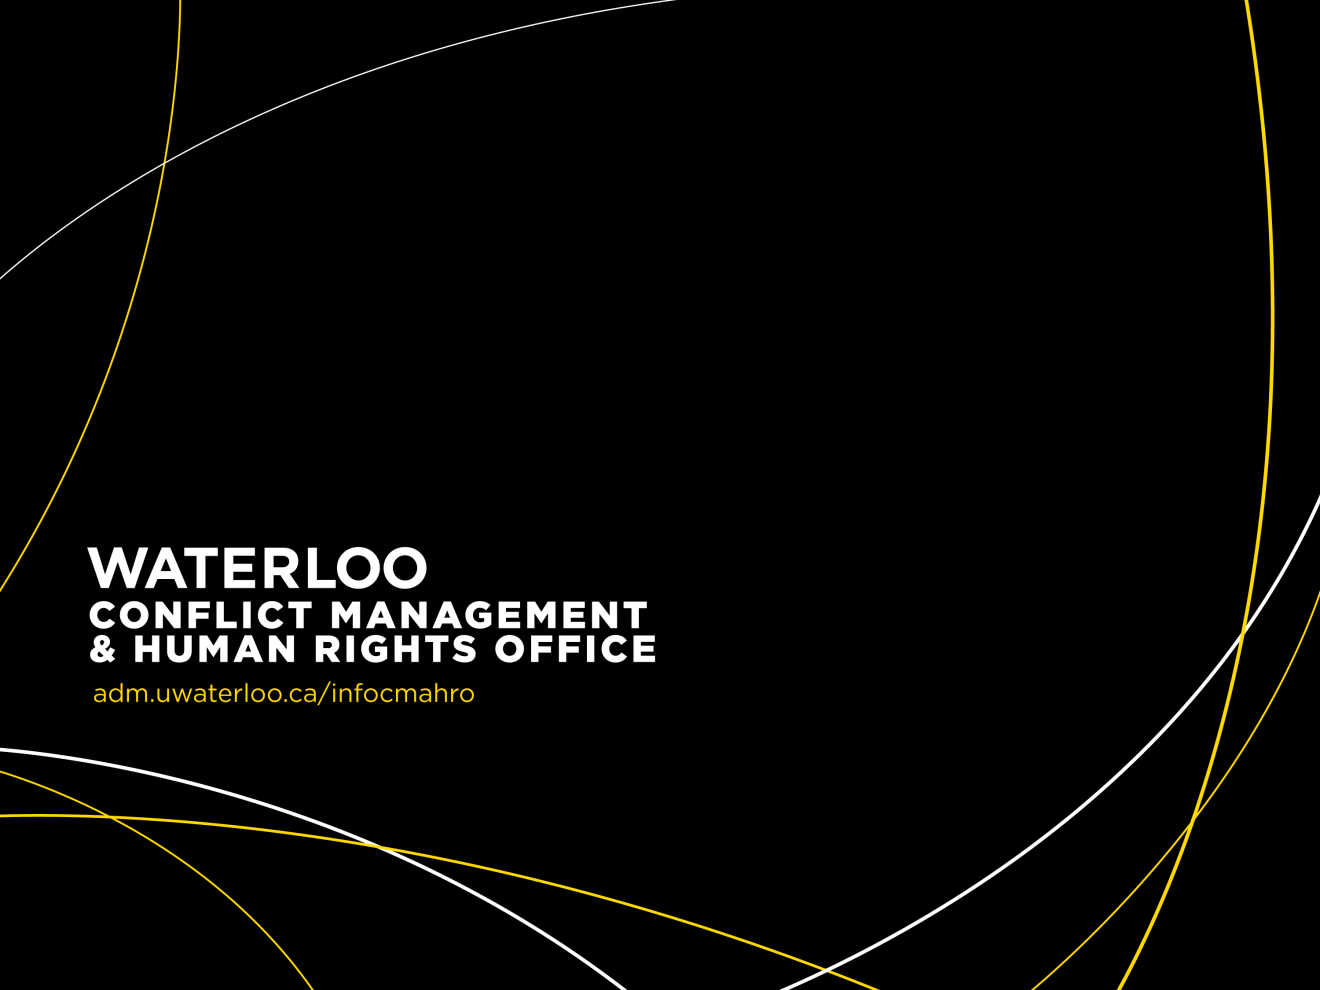 WATERLOO
CONFLICT MANAGEMENT
& HUMAN RIGHTS OFFICE
adm.uwaterloo.ca/infocmahro